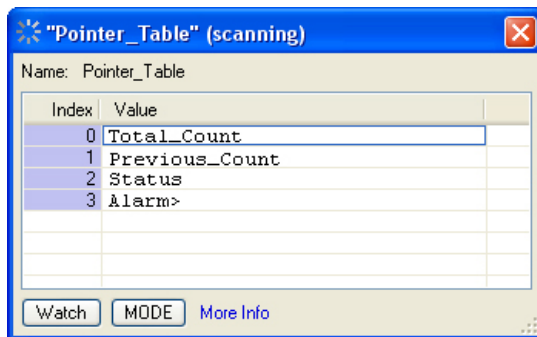 "Pointer_Table" (scanning)
Name: Pointer_Table
Index Value
0 Total_Count
1 Previous_Count
2 Status
3 Alarm>
Watch MODE More Info